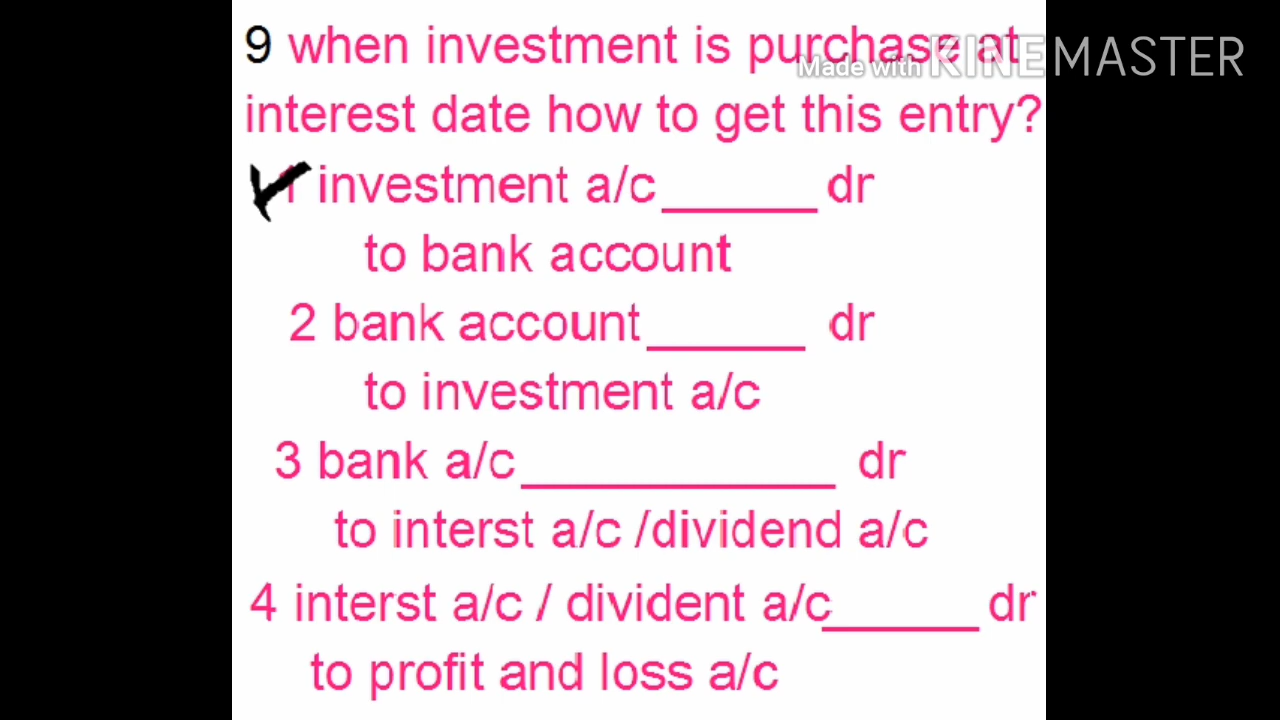 9 when investment is purchase at
Made with KINEMASTER
interest date how to get this entry?
1 investment a/c______ dr
to bank account
2 bank account______ dr
to investment a/c
3 bank a/c____________ dr
to interst a/c /dividend a/c
4 interst a/c / divident a/c______ dr
to profit and loss a/c